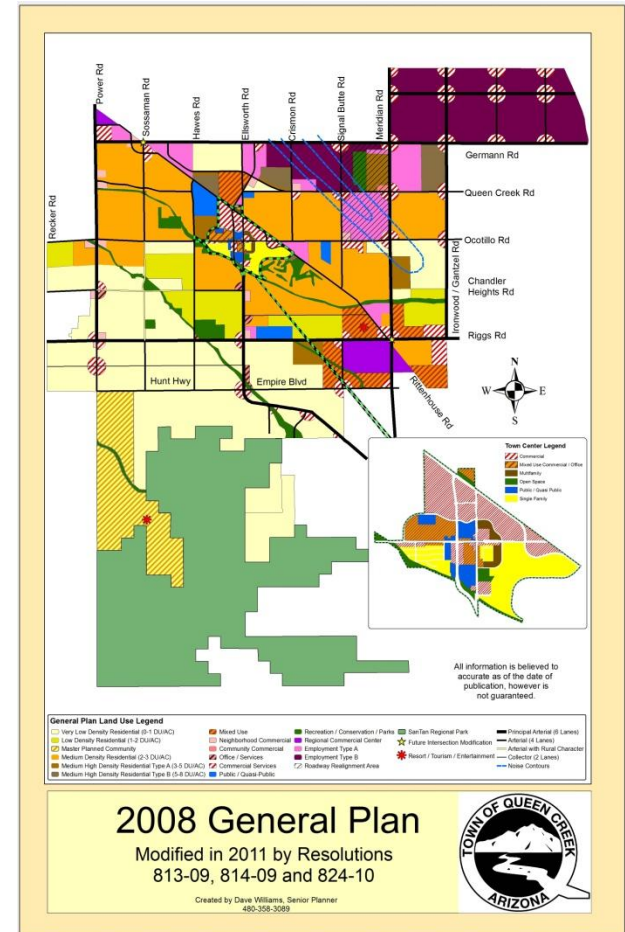 Power Rd
Sossaman Rd
Hawes Rd
Ellsworth Rd
Crismon Rd
Signal Butte Rd
Meridian Rd
Germann Rd
Queen Creek Rd
Recker Rd
Ocotillo Rd
Ironwood / Gantzel Rd
Chandler
Heights Rd
Riggs Rd
Hunt Hwy
Empire Blvd
Rittenhouse Rd
N
W
E
S
Town Center Legend
Commercial
Mixed Use Commercial / Office
Multifamily
Open Space
Public / Quasi Public
Single Family
All information is believed to
accurate as of the date of
publication, however is
not guaranteed.
General Plan Land Use Legend
Very Low Density Residential (0-1 DU/AC)
Low Density Residential (1-2 DU/AC)
Master Planned Community
Medium Density Residential (2-3 DU/AC)
Medium High Density Residential Type A (3-5 DU/AC)
Medium High Density Residential Type B (5-8 DU/AC)
Mixed Use
Neighborhood Commercial
Community Commercial
Office / Services
Commercial Services
Public / Quasi-Public
Recreation / Conservation / Parks
Regional Commercial Center
Employment Type A
Employment Type B
Roadway Realignment Area
SanTan Regional Park
Future Intersection Modification
Resort / Tourism / Entertainment
Principal Arterial (6 Lanes)
Arterial (4 Lanes)
Arterial with Rural Character
Collector (2 Lanes)
Noise Contours
2008 General Plan
Modified in 2011 by Resolutions
813-09, 814-09 and 824-10
Created by Dave Williams, Senior Planner
480-358-3089
TOWN OF QUEEN CREEK
ARIZONA